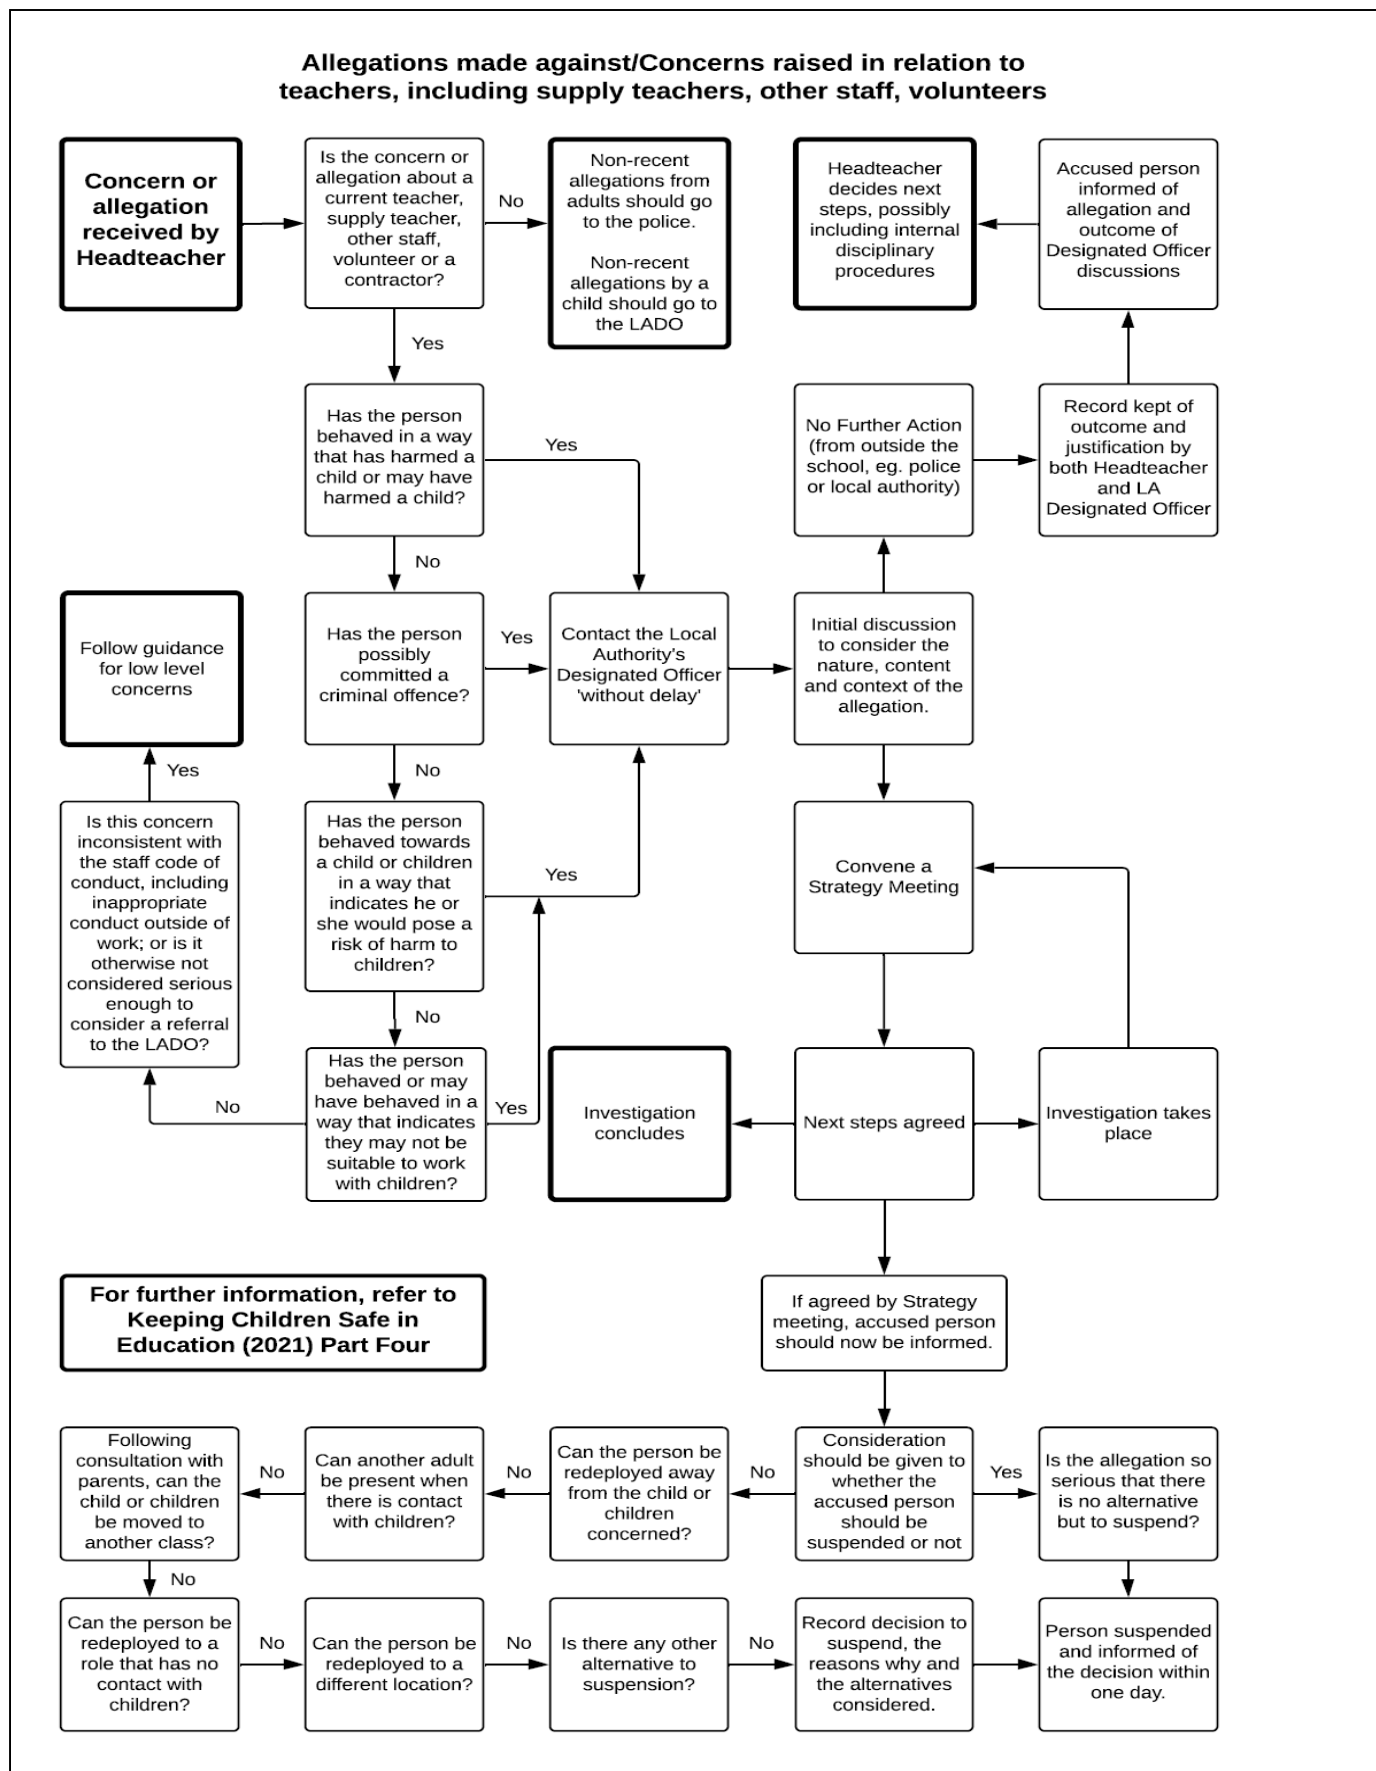 Allegations made against/Concerns raised in relation to
teachers, including supply teachers, other staff, volunteers
Concern or
allegation
received by
Headteacher
Is the concern or
allegation about a
current teacher,
supply teacher,
other staff,
volunteer or a
contractor?
No
Non-recent
allegations from
adults should go
to the police.
Non-recent
allegations by a
child should go to
the LADO
Headteacher
decides next
steps, possibly
including internal
disciplinary
procedures
Accused person
informed of
allegation and
outcome of
Designated Officer
discussions
Yes
Has the person
behaved in a way
that has harmed a
child or may have
harmed a child?
Yes
No Further Action
(from outside the
school, eg. police
or local authority)
Record kept of
outcome and
justification by
both Headteacher
and LA
Designated Officer
No
Follow guidance
for low level
concerns
Has the person
possibly
committed a
criminal offence?
Yes
Contact the Local
Authority's
Designated Officer
'without delay'
Initial discussion
to consider the
nature, content
and context of the
allegation.
Yes
No
Is this concern
inconsistent with
the staff code of
conduct, including
inappropriate
conduct outside of
work; or is it
otherwise not
considered serious
enough to
consider a referral
to the LADO?
Has the person
behaved towards
a child or children
in a way that
indicates he or
she would pose a
risk of harm to
children?
Yes
Convene a
Strategy Meeting
No
No
Has the person
behaved or may
have behaved in a
way that indicates
they may not be
suitable to work
with children?
Yes
Investigation
concludes
Next steps agreed
Investigation takes
place
For further information, refer to
Keeping Children Safe in
Education (2021) Part Four
If agreed by Strategy
meeting, accused person
should now be informed.
Following
consultation with
parents, can the
child or children
be moved to
another class?
No
Can another adult
be present when
there is contact
with children?
No
Can the person be
redeployed away
from the child or
children
concerned?
No
Consideration
should be given to
whether the
accused person
should be
suspended or not
Yes
Is the allegation so
serious that there
is no alternative
but to suspend?
No
Can the person be
redeployed to a
role that has no
contact with
children?
No
Can the person be
redeployed to a
different location?
No
Is there any other
alternative to
suspension?
No
Record decision to
suspend, the
reasons why and
the alternatives
considered.
Person suspended
and informed of
the decision within
one day.